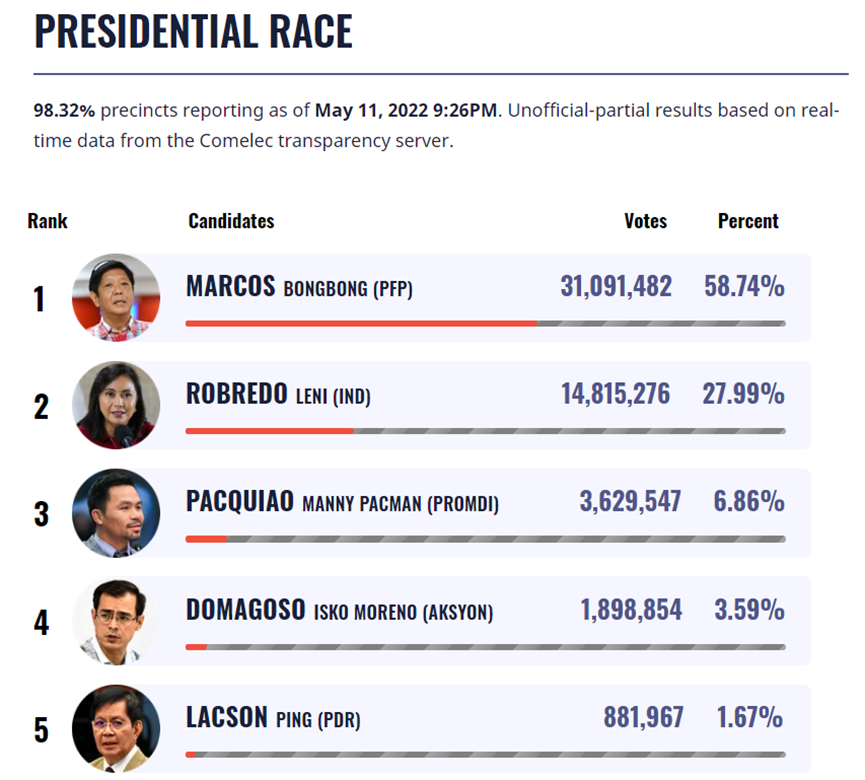 PRESIDENTIAL RACE
98.32% precincts reporting as of May 11, 2022 9:26PM. Unofficial-partial results based on real-
time data from the Comelec transparency server.
Rank Candidates Votes Percent
1 MARCOS BONGBONG (PFP) 31,091,482 58.74%
2 ROBREDO LENI (IND) 14,815,276 27.99%
3 PACQUIAO MANNY PACMAN (PROMDI) 3,629,547 6.86%
4 DOMAGOSO ISKO MORENO (AKSYON) 1,898,854 3.59%
5 LACSON PING (PDR) 881,967 1.67%